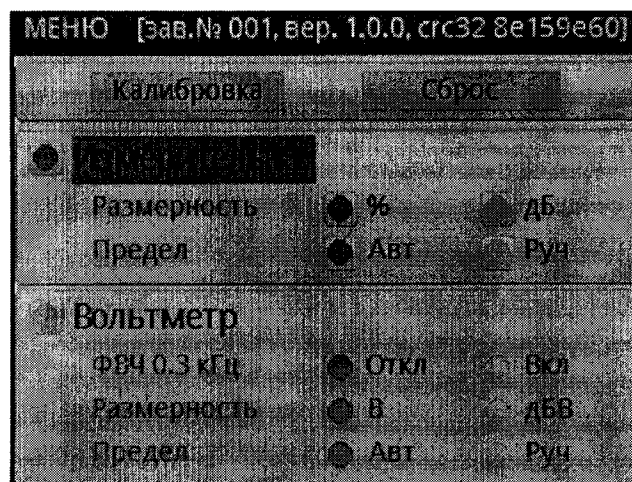 МЕНЮ [зав.№ 001, вер. 1.0.0, crc32 8e159e60]
Калибровка Сброс
Размерность % дБ
Предел Авт Руч
Вольтметр
ФВЧ 0.3 кГц Откл Вкл
Размерность В дБВ
Предел Авт Руч